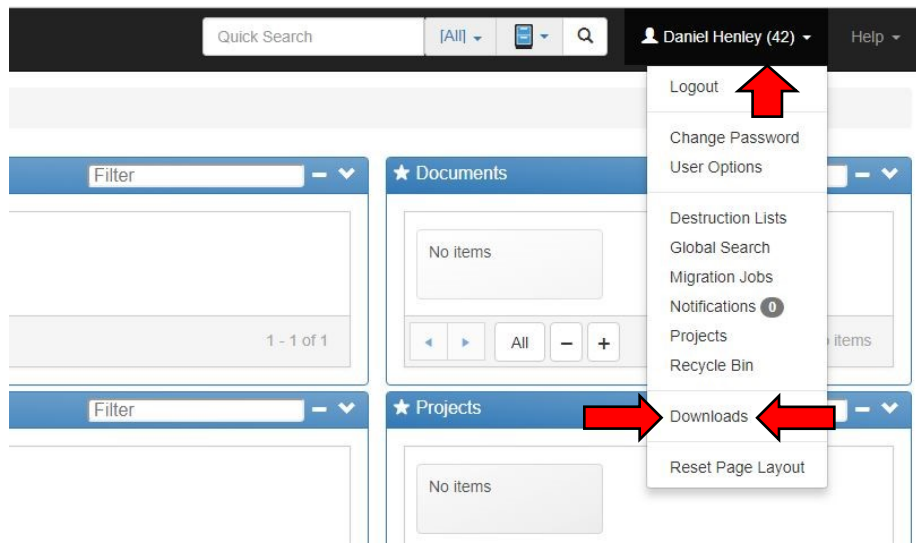 Quick Search [All] Daniel Henley (42) Help
Logout
Change Password
User Options
Filter
Documents
Destruction Lists
Global Search
No items
Migration Jobs
Notifications 0
1 - 1 of 1
All
Projects
items
Recycle Bin
Filter
Projects
Downloads
Reset Page Layout
No items